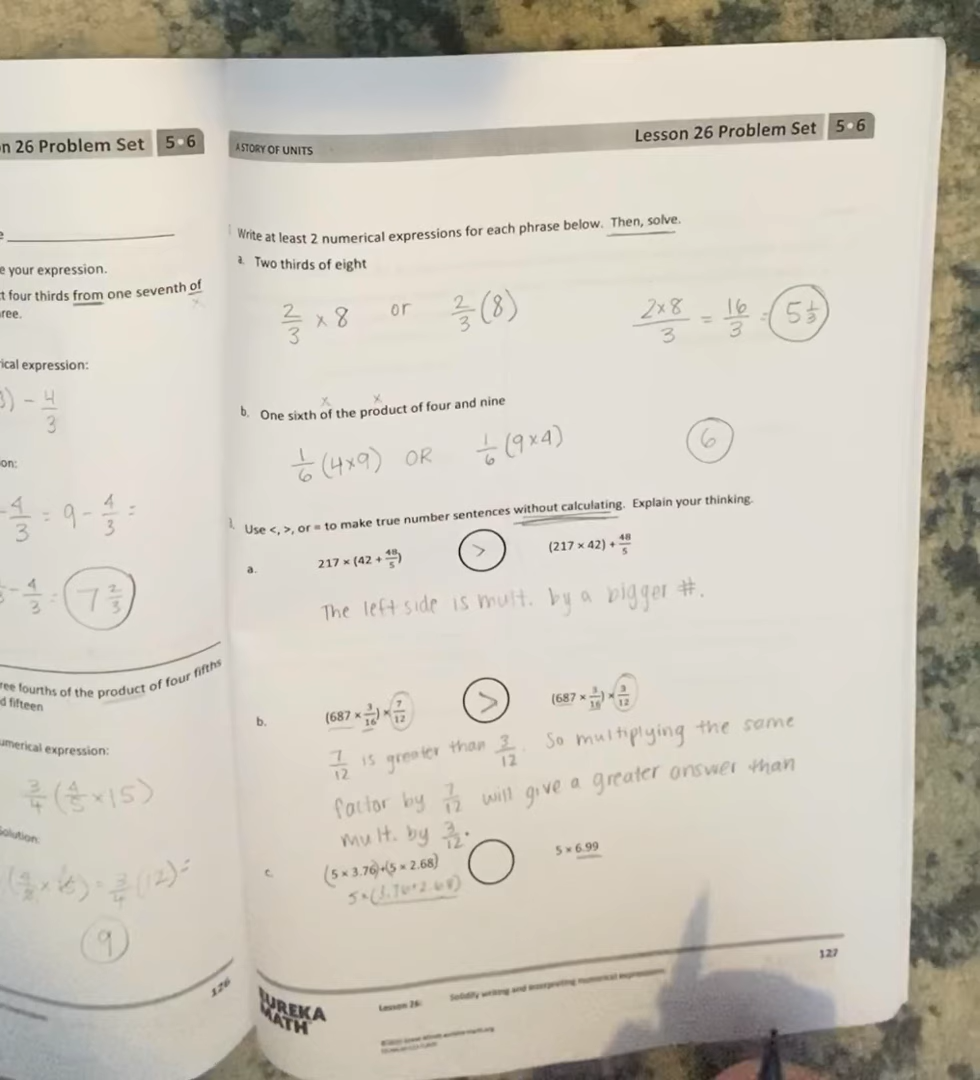 n 26 Problem Set 5•6
e your expression.
t four thirds from one seventh of
ree.
ical expression:
) - 4/3
on:
- 4/3 = 9 - 4/3 =
- 4/3 = 7 2/3
ree fourths of the product of four fifths
d fifteen
umerical expression:
3/4 (4/5 × 15)
Solution:
= 3/4 (12) =
9
126
A STORY OF UNITS
Lesson 26 Problem Set 5•6
Write at least 2 numerical expressions for each phrase below. Then, solve.
a. Two thirds of eight
2/3 × 8 or 2/3 (8) 2×8/3 = 16/3 = 5 1/3
x x
b. One sixth of the product of four and nine
1/6 (4×9) OR 1/6 (9×4) 6
Use <, >, or = to make true number sentences without calculating. Explain your thinking.
a. 217 × (42 + 48/5) > (217 × 42) + 48/5
The left side is mult. by a bigger #.
b. (687 × 3/16) × 7/12 > (687 × 3/16) × 3/12
7/12 is greater than 3/12. So multiplying the same
factor by 7/12 will give a greater answer than
mult. by 3/12.
c. (5 × 3.76) + (5 × 2.68) 5 × 6.99
5 × (3.76 + 2.68)
127
EUREKA
MATH
Lesson 26: Solidify writing and interpreting numerical expressions